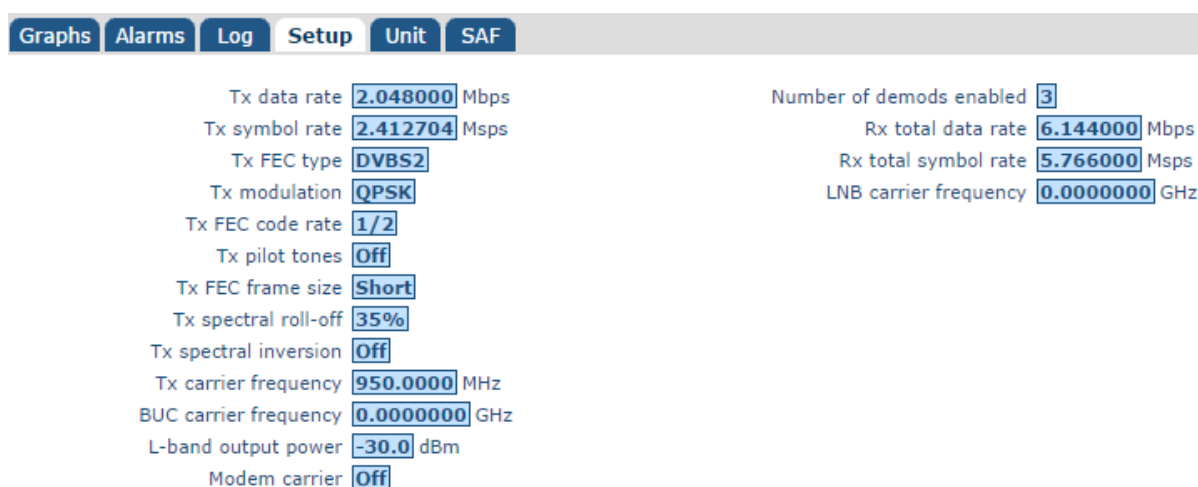 Graphs Alarms Log Setup Unit SAF
Tx data rate 2.048000 Mbps
Tx symbol rate 2.412704 Msps
Tx FEC type DVBS2
Tx modulation QPSK
Tx FEC code rate 1/2
Tx pilot tones Off
Tx FEC frame size Short
Tx spectral roll-off 35%
Tx spectral inversion Off
Tx carrier frequency 950.0000 MHz
BUC carrier frequency 0.0000000 GHz
L-band output power -30.0 dBm
Modem carrier Off
Number of demods enabled 3
Rx total data rate 6.144000 Mbps
Rx total symbol rate 5.766000 Msps
LNB carrier frequency 0.0000000 GHz